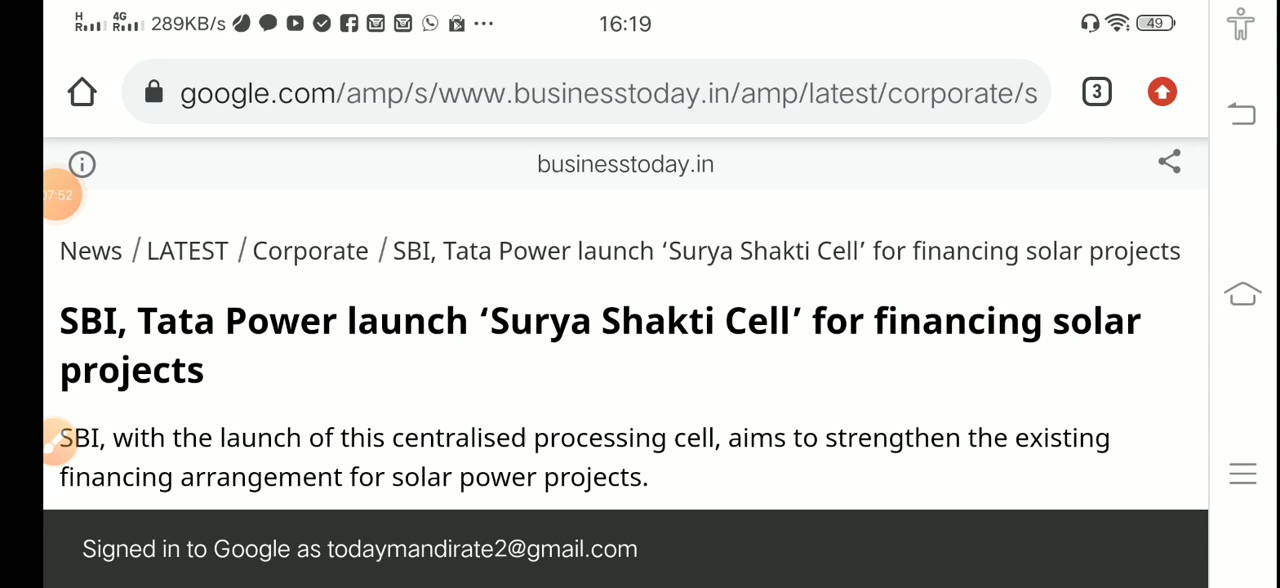 H
R
4G
R
289KB/s
16:19
49
google.com/amp/s/www.businesstoday.in/amp/latest/corporate/s
3
businesstoday.in
07:52
News / LATEST / Corporate / SBI, Tata Power launch ‘Surya Shakti Cell’ for financing solar projects
SBI, Tata Power launch ‘Surya Shakti Cell’ for financing solar
projects
SBI, with the launch of this centralised processing cell, aims to strengthen the existing
financing arrangement for solar power projects.
Signed in to Google as todaymandirate2@gmail.com